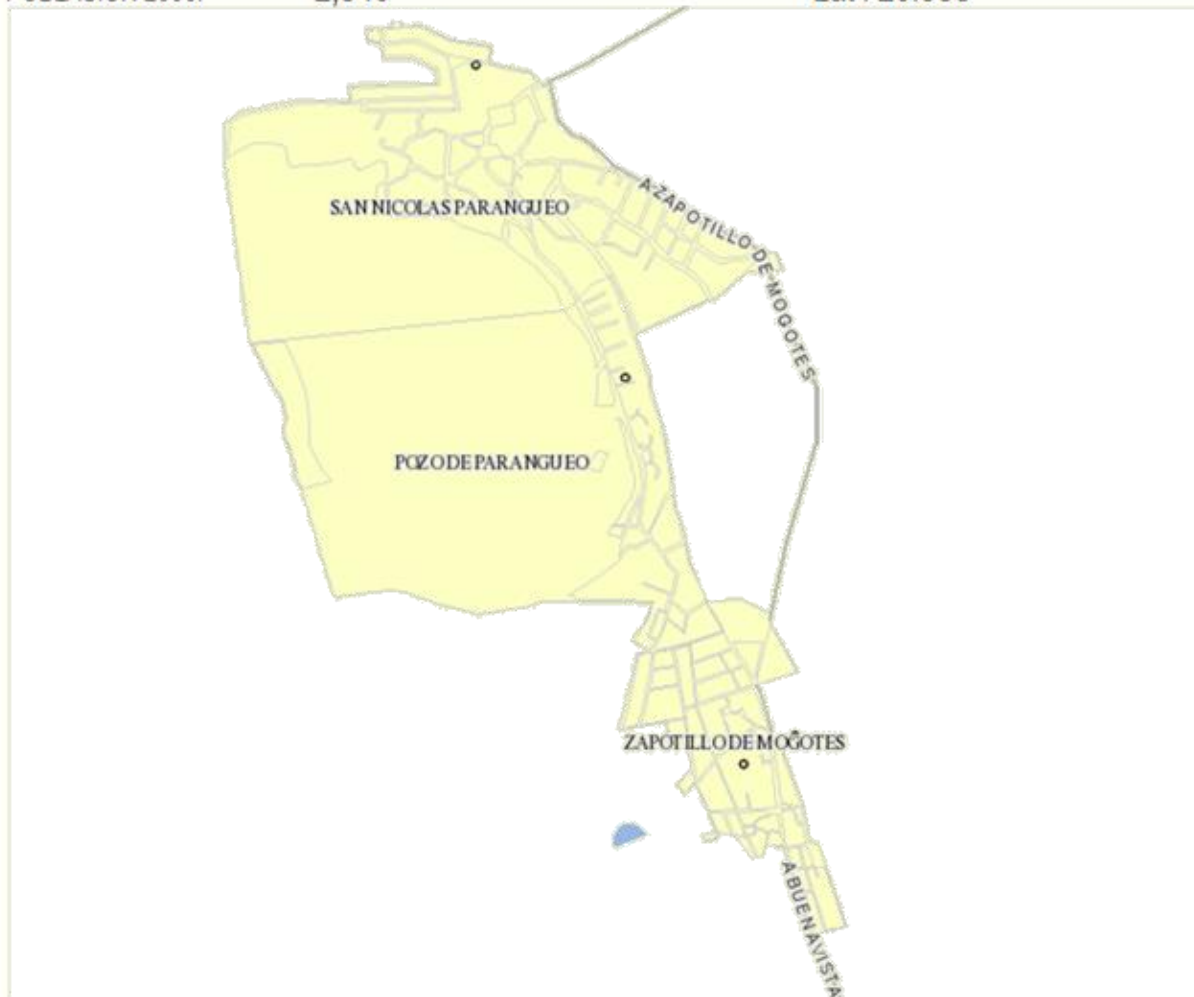 SAN NICOLAS PARANGUEO
A ZAPOTILLO DE MOGOTES
POZO DE PARANGUEO
ZAPOTILLO DE MOGOTES
A BUENAVISTA